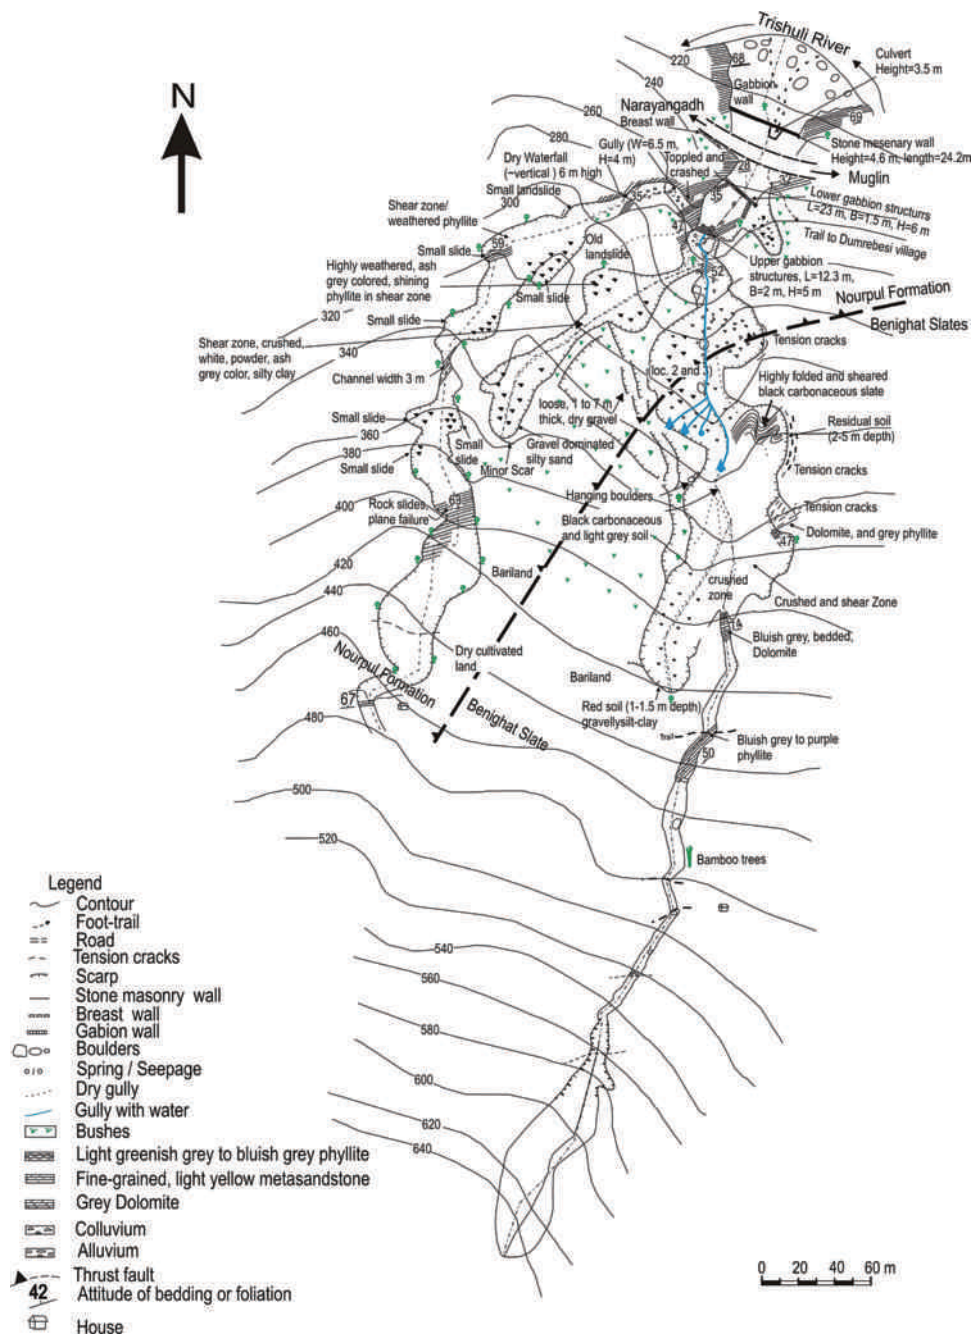 Trishuli River
Culvert
Height=3.5 m
N
220
68
240
Gabbion
wall
Narayangadh
69
260
Breast wall
Stone mesenary wall
Height=4.6 m, length=24.2m
280
Gully (W=6.5 m,
H=4 m)
Toppled and
crashed
28
Muglin
Dry Waterfall
(~vertical ) 6 m high
32
Small landslide
35
Lower gabbion structurrs
L=23 m, B=1.5 m, H=6 m
300
Shear zone/
weathered phyllite
Trail to Dumrebesi village
59
Old
landslide
Small slide
Upper gabbion
structures, L=12.3 m,
B=2 m, H=5 m
52
Highly weathered, ash
grey colored, shining
phyllite in shear zone
Small slide
Nourpul Formation
320
Small slide
Benighat Slates
Shear zone, crushed,
white, powder, ash
grey color, silty clay
340
Tension cracks
Channel width 3 m
(loc. 2 and
Highly folded and sheared
black carbonaceous slate
loose, 1 to 7 m
thick, dry gravel
Small slide
Residual soil
(2-5 m depth)
360
Small
slide
Gravel dominated
silty sand
380
Small slide
Minor Scar
Tension cracks
Hanging boulders
400
Rock slides,
plane failure
63
Tension cracks
Black carbonaceous
and light grey soil
Dolomite, and grey phyllite
47
420
Bariland
crushed
zone
440
Crushed and shear Zone
460
Bluish grey, bedded,
Dolomite
Dry cultivated
land
Nourpul Formation
Bariland
67
Benighat Slate
Red soil (1-1.5 m depth)
gravellysilt-clay
480
Trail
Bluish grey to purple
phyllite
50
500
520
Bamboo trees
540
560
580
600
620
640
Legend
Contour
Foot-trail
Road
Tension cracks
Scarp
Stone masonry wall
Breast wall
Gabion wall
Boulders
Spring / Seepage
Dry gully
Gully with water
Bushes
Light greenish grey to bluish grey phyllite
Fine-grained, light yellow metasandstone
Grey Dolomite
Colluvium
Alluvium
Thrust fault
42 Attitude of bedding or foliation
House
0 20 40 60 m